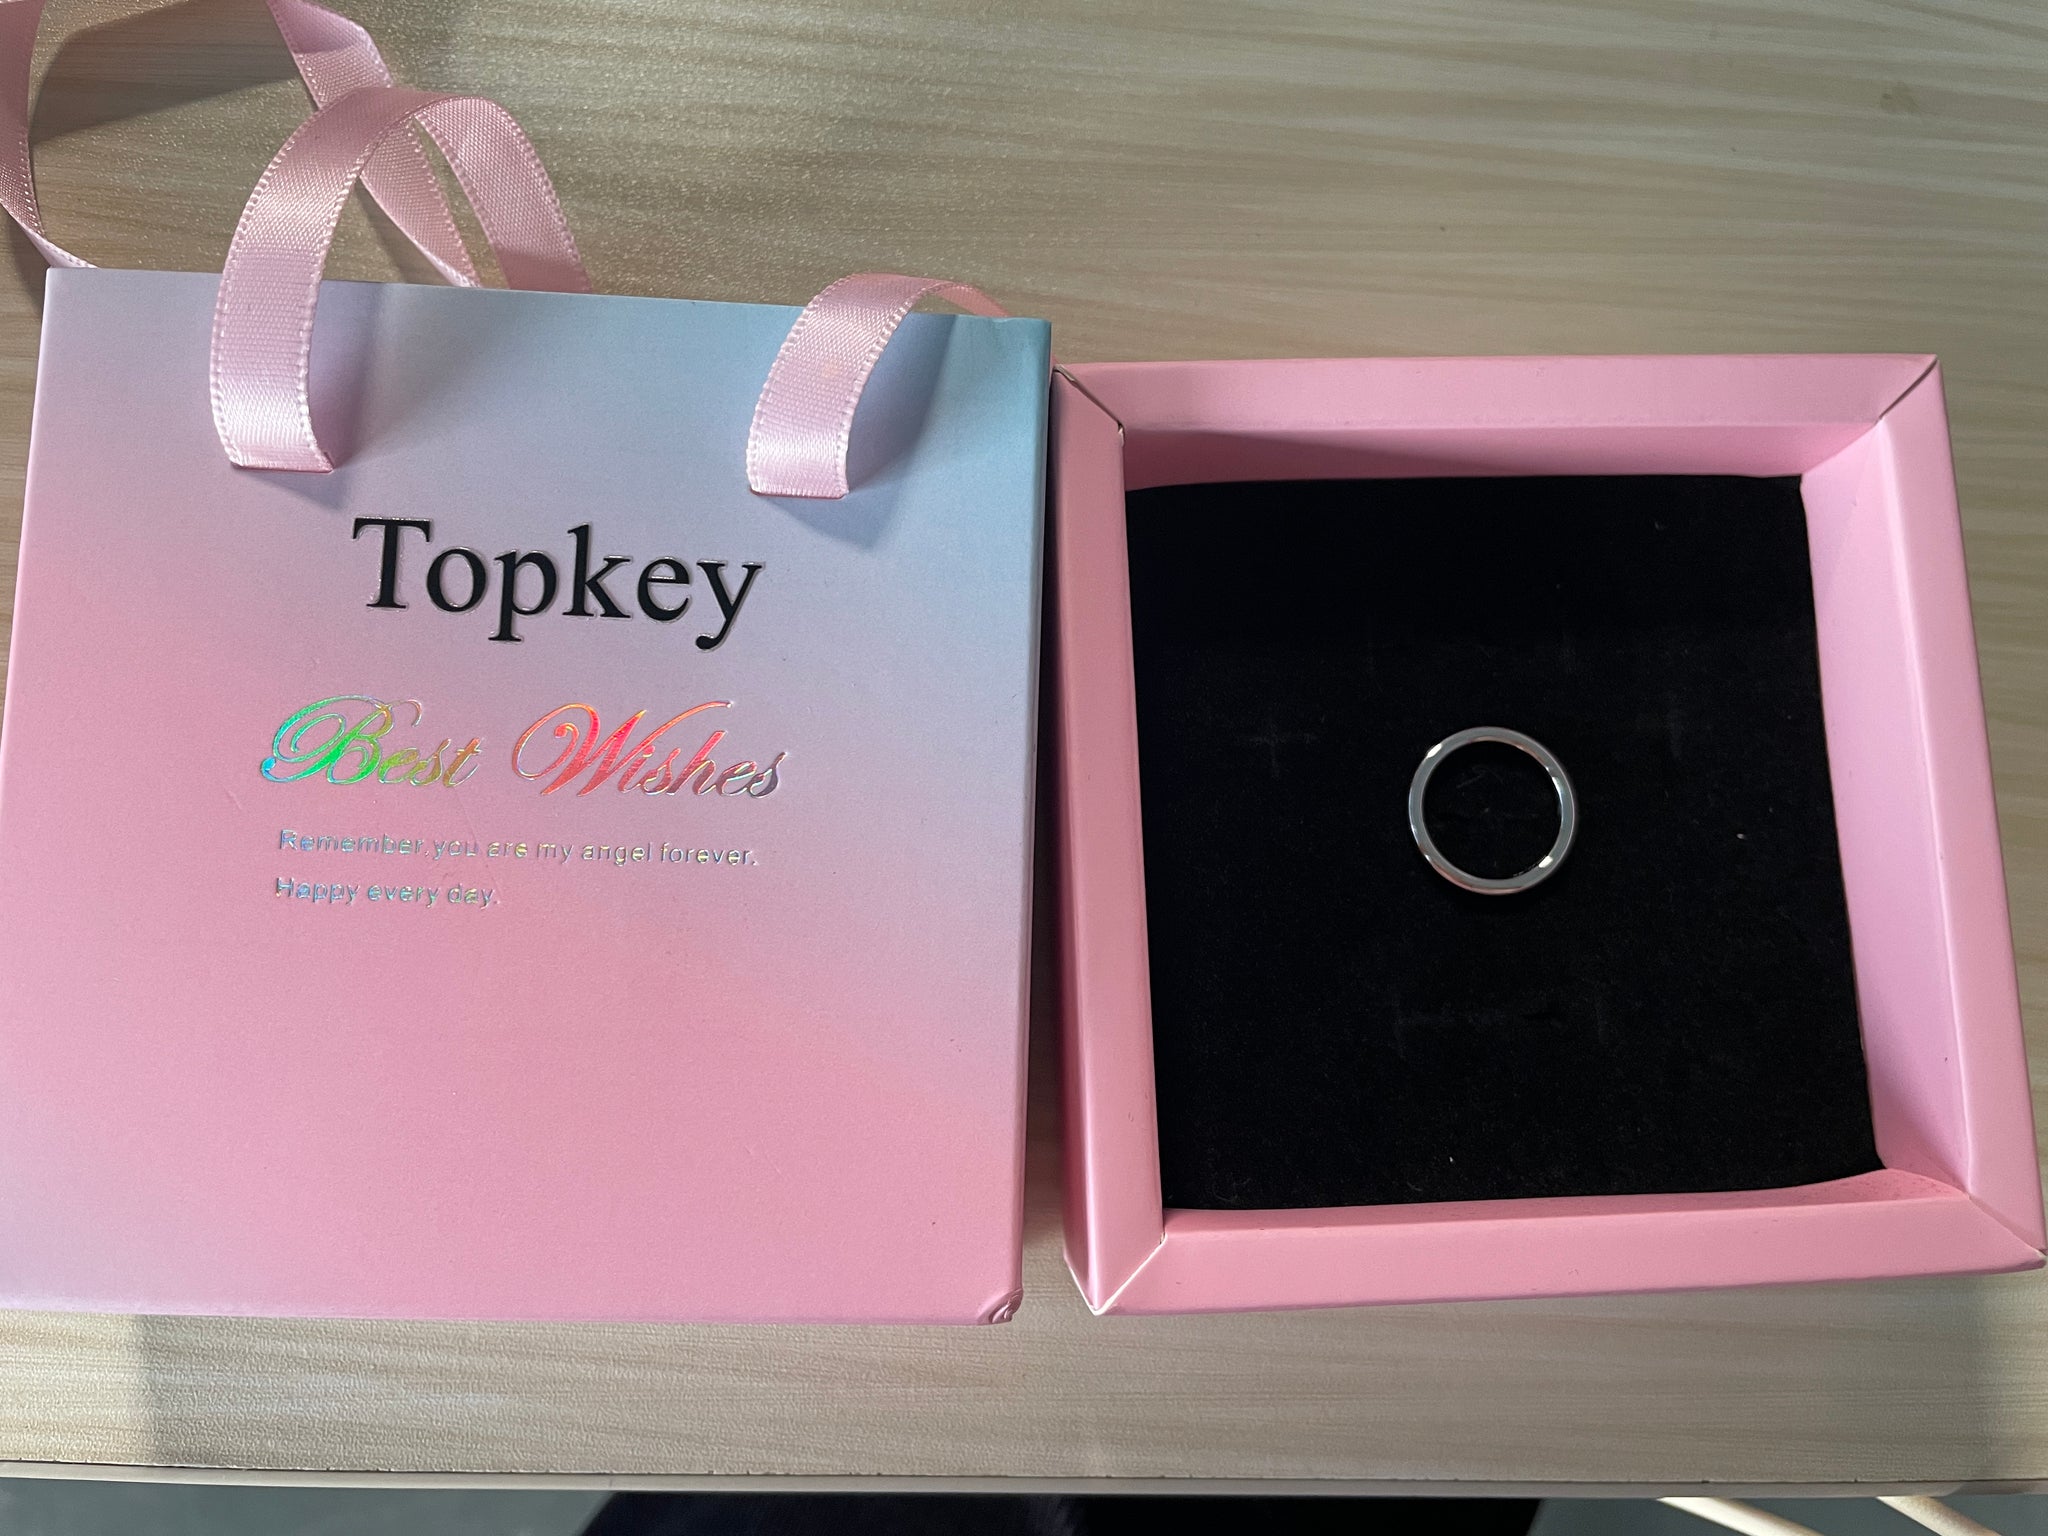 Topkey
Best Wishes
Remember,you are my angel forever.
Happy every day.